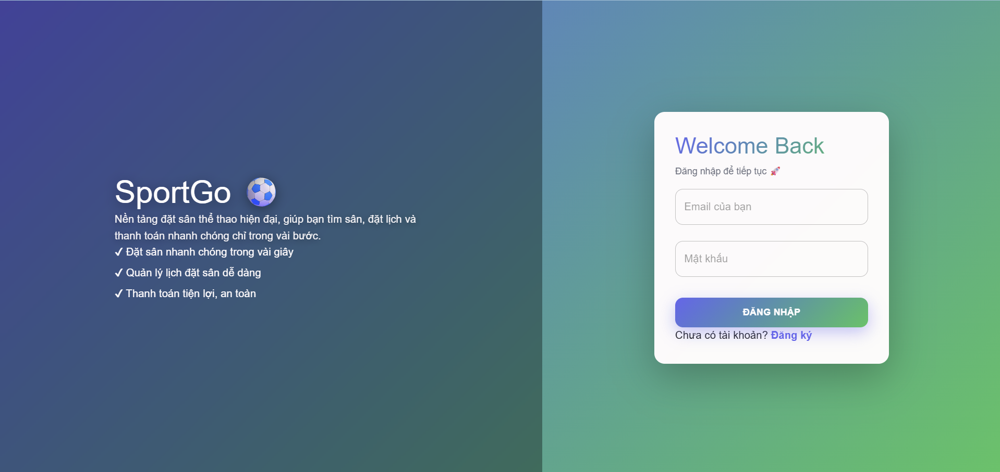 SportGo
Nền tảng đặt sân thể thao hiện đại, giúp bạn tìm sân, đặt lịch và
thanh toán nhanh chóng chỉ trong vài bước.
✔ Đặt sân nhanh chóng trong vài giây
✔ Quản lý lịch đặt sân dễ dàng
✔ Thanh toán tiện lợi, an toàn
Welcome Back
Đăng nhập để tiếp tục 🚀
Email của bạn
Mật khẩu
ĐĂNG NHẬP
Chưa có tài khoản? Đăng ký